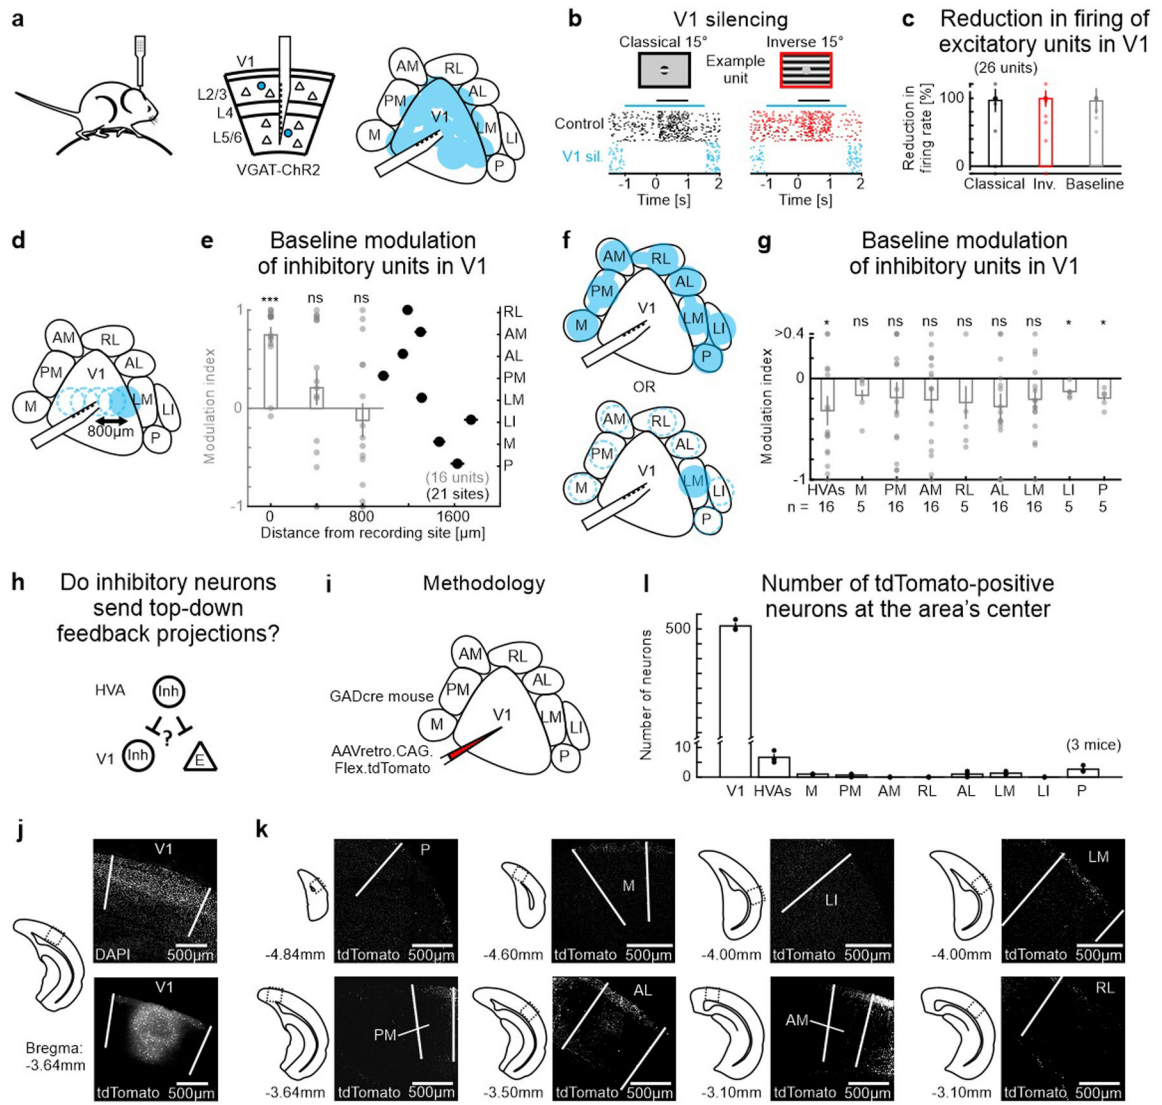 a
V1
L2/3
L4
L5/6
VGAT-ChR2
AM
RL
PM
AL
V1
M
LM
LI
P
b
V1 silencing
Classical 15°
Inverse 15°
Example
unit
Control
V1 sil.
-1 0 1 2
Time [s]
-1 0 1 2
Time [s]
c
Reduction in firing of
excitatory units in V1
(26 units)
Reduction in
firing rate [%]
100
0
Classical Inv. Baseline
d
AM
RL
PM
V1
AL
M
LM
LI
P
800µm
e
Baseline modulation
of inhibitory units in V1
*** ns ns
Modulation index
1
0
-1
RL
AM
AL
PM
LM
LI
M
P
(16 units)
(21 sites)
0 800 1600
Distance from recording site [µm]
f
AM
RL
PM
AL
V1
M
LM
LI
P
OR
AM
RL
PM
AL
V1
M
LM
LI
P
g
Baseline modulation
of inhibitory units in V1
* ns ns ns ns ns ns * *
Modulation index
>0.4
0
-1
HVAs M PM AM RL AL LM LI P
n = 16 5 16 16 5 16 16 5 5
h
Do inhibitory neurons
send top-down
feedback projections?
HVA
Inh
?
V1
Inh
E
i
Methodology
AM
RL
GADcre mouse
PM
AL
V1
M
LM
LI
P
AAVretro.CAG.
Flex.tdTomato
l
Number of tdTomato-positive
neurons at the area's center
Number of neurons
500
10
0
(3 mice)
V1 HVAs M PM AM RL AL LM LI P
j
V1
DAPI 500µm
V1
Bregma:
-3.64mm
tdTomato 500µm
k
P
-4.84mm
tdTomato 500µm
M
-4.60mm
tdTomato 500µm
LI
-4.00mm
tdTomato 500µm
LM
-4.00mm
tdTomato 500µm
PM
-3.64mm
tdTomato 500µm
AL
-3.50mm
tdTomato 500µm
AM
-3.10mm
tdTomato 500µm
RL
-3.10mm
tdTomato 500µm